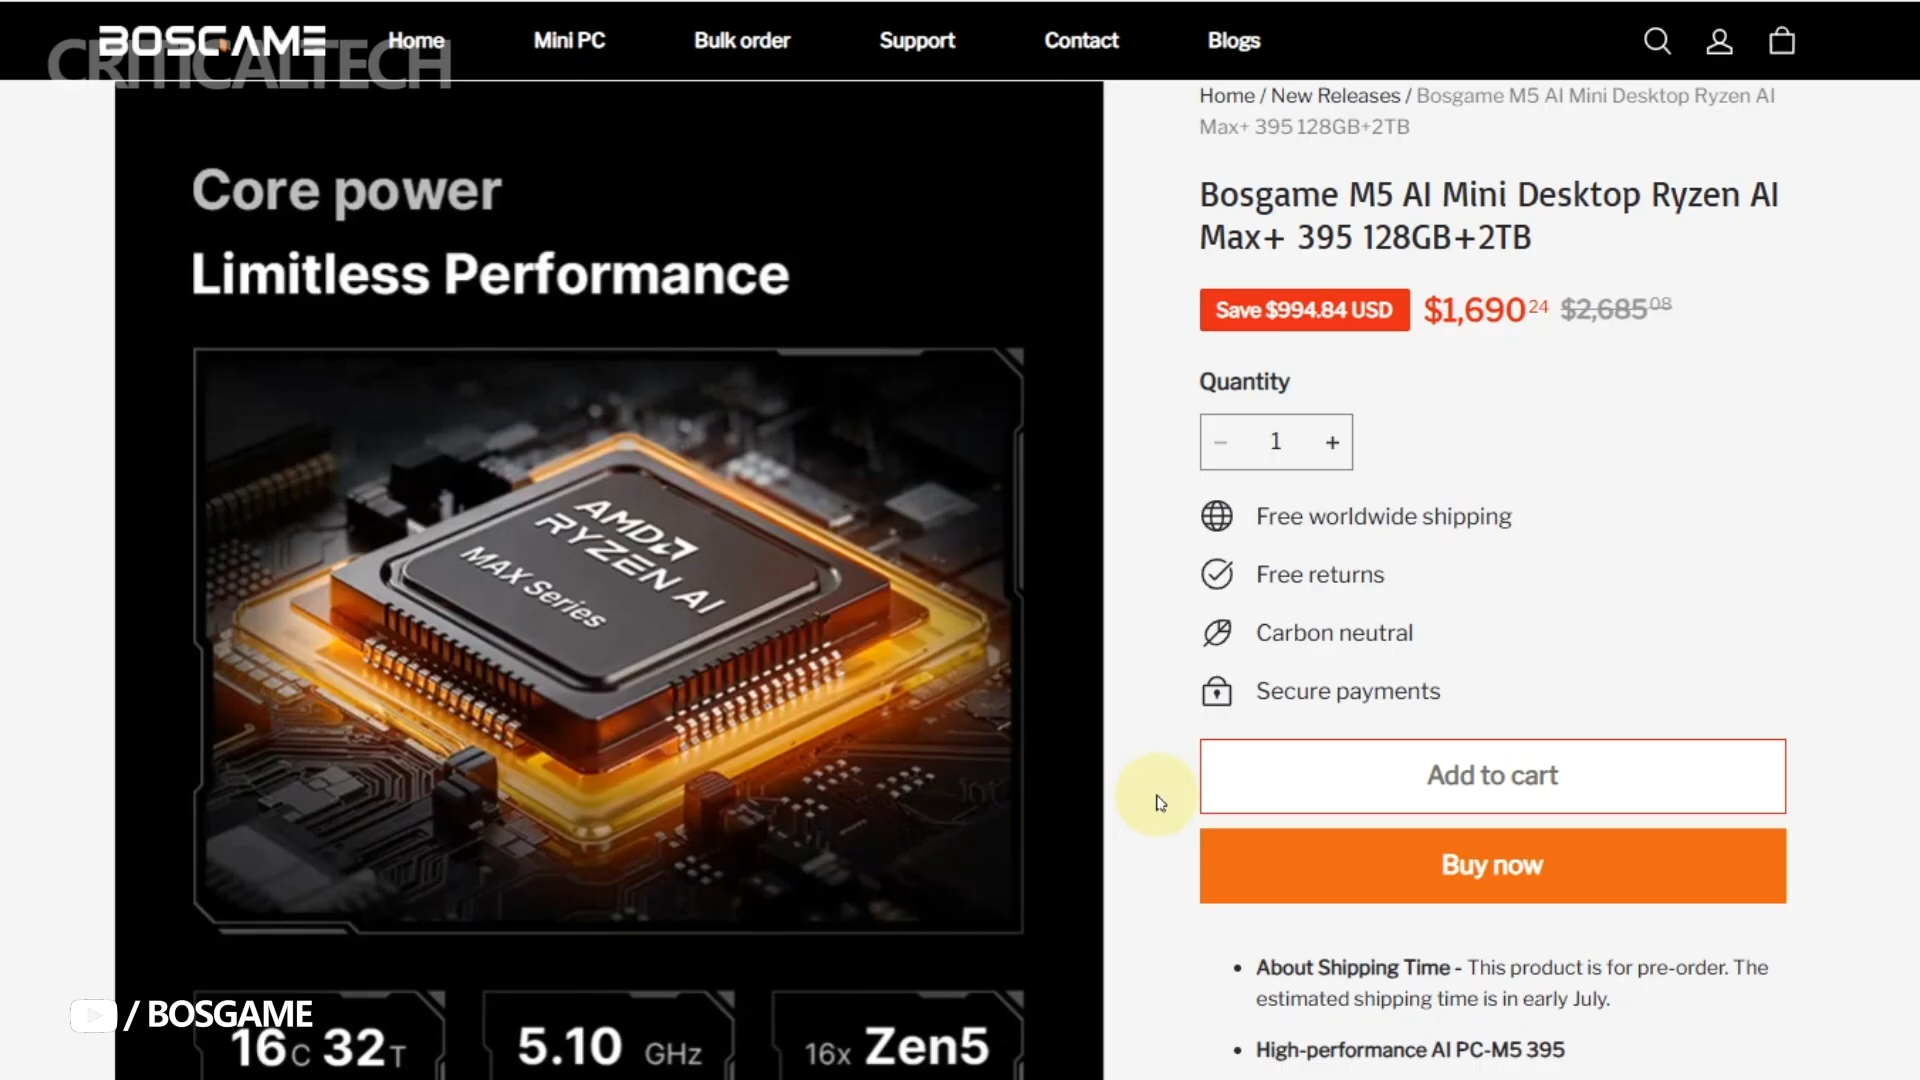 BOSGAME
CRITICALTECH
Home
Mini PC
Bulk order
Support
Contact
Blogs
Core power
Limitless Performance
AMD
RYZEN AI
MAX Series
16C 32T
5.10 GHz
16x Zen5
/ BOSGAME
Home / New Releases / Bosgame M5 AI Mini Desktop Ryzen AI
Max+ 395 128GB+2TB
Bosgame M5 AI Mini Desktop Ryzen AI
Max+ 395 128GB+2TB
Save $994.84 USD $1,690 24 $2,685 08
Quantity
− 1 +
Free worldwide shipping
Free returns
Carbon neutral
Secure payments
Add to cart
Buy now
• About Shipping Time - This product is for pre-order. The
estimated shipping time is in early July.
• High-performance AI PC-M5 395